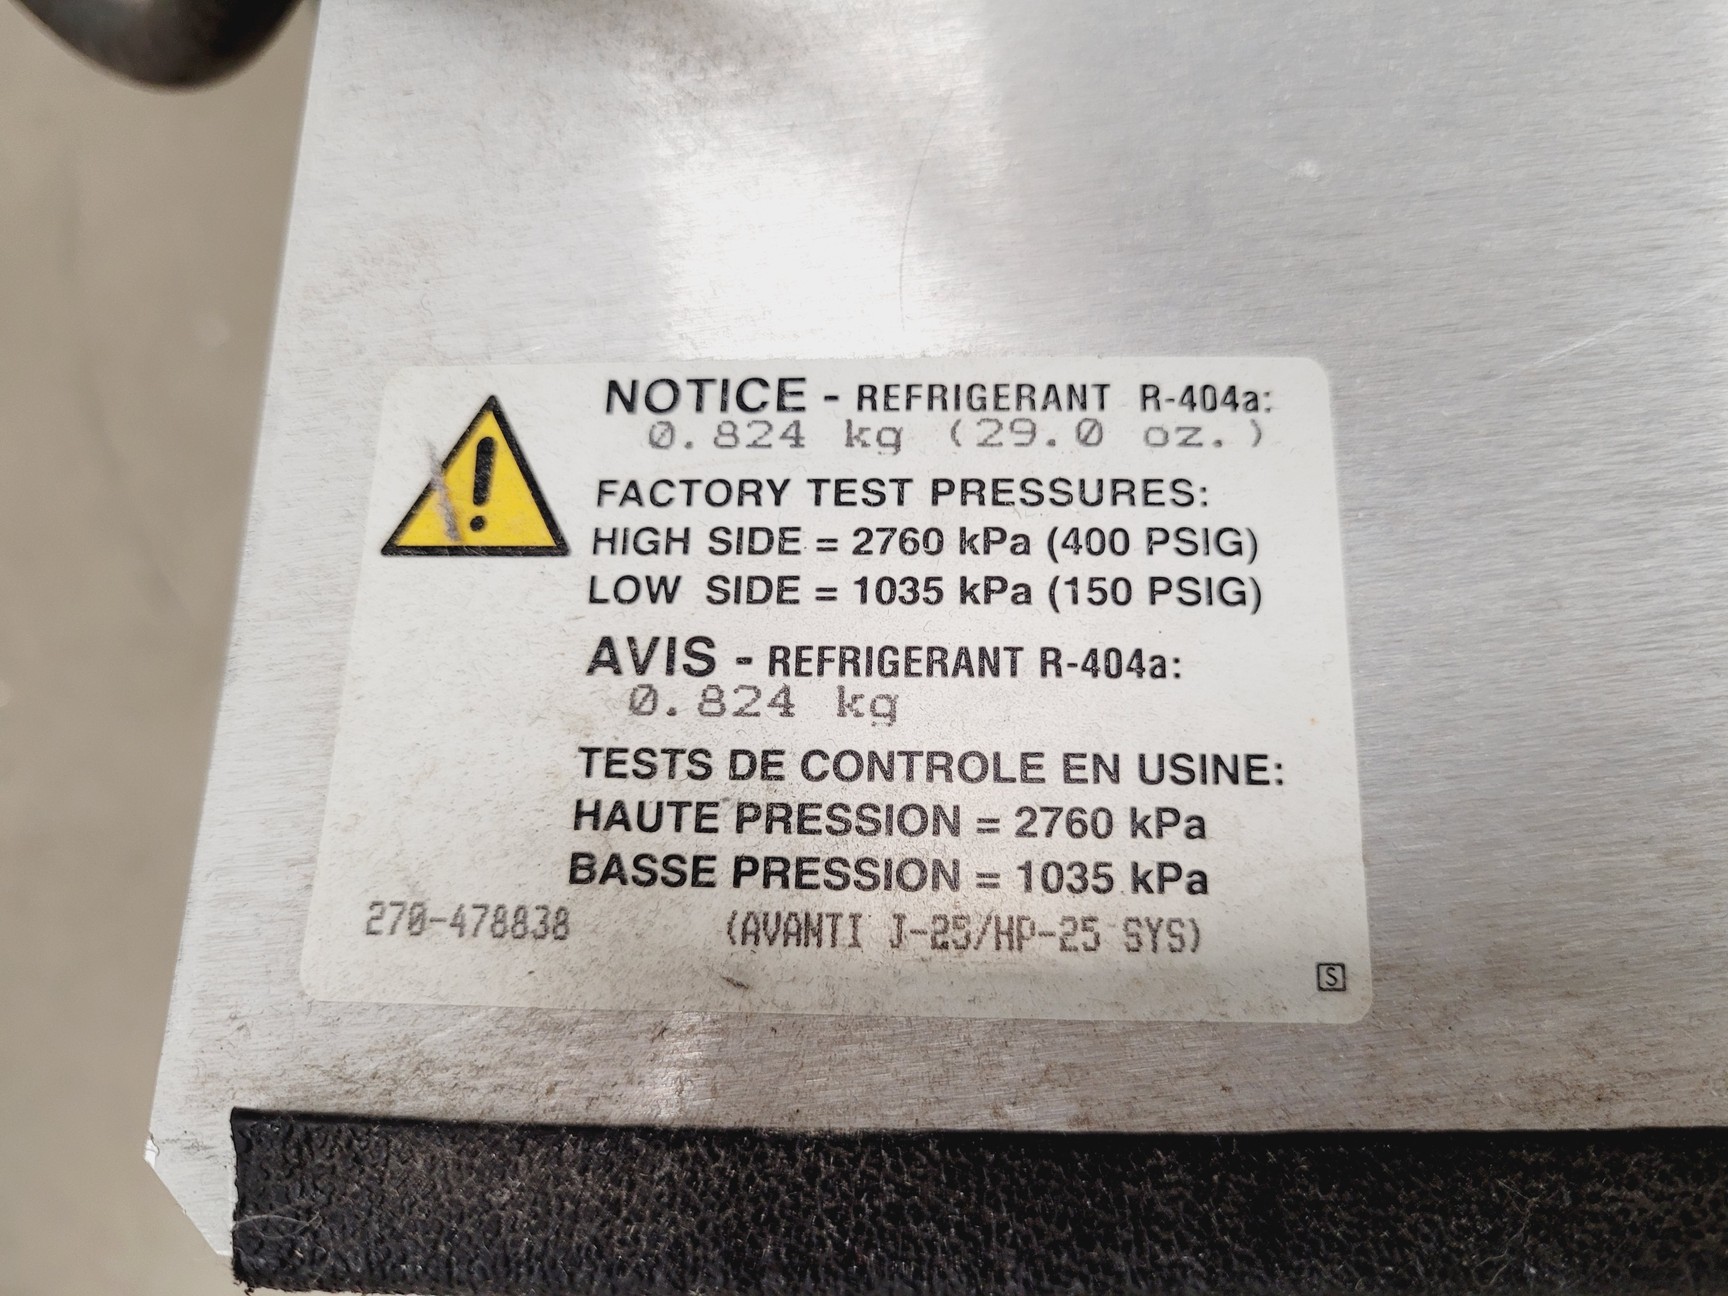 NOTICE - REFRIGERANT R-404a:
0.824 kg (29.0 oz.)
FACTORY TEST PRESSURES:
HIGH SIDE = 2760 kPa (400 PSIG)
LOW SIDE = 1035 kPa (150 PSIG)
AVIS - REFRIGERANT R-404a:
0.824 kg
TESTS DE CONTROLE EN USINE:
HAUTE PRESSION = 2760 kPa
BASSE PRESSION = 1035 kPa
270-478838 (AVANTI J-25/HP-25 SYS)
S